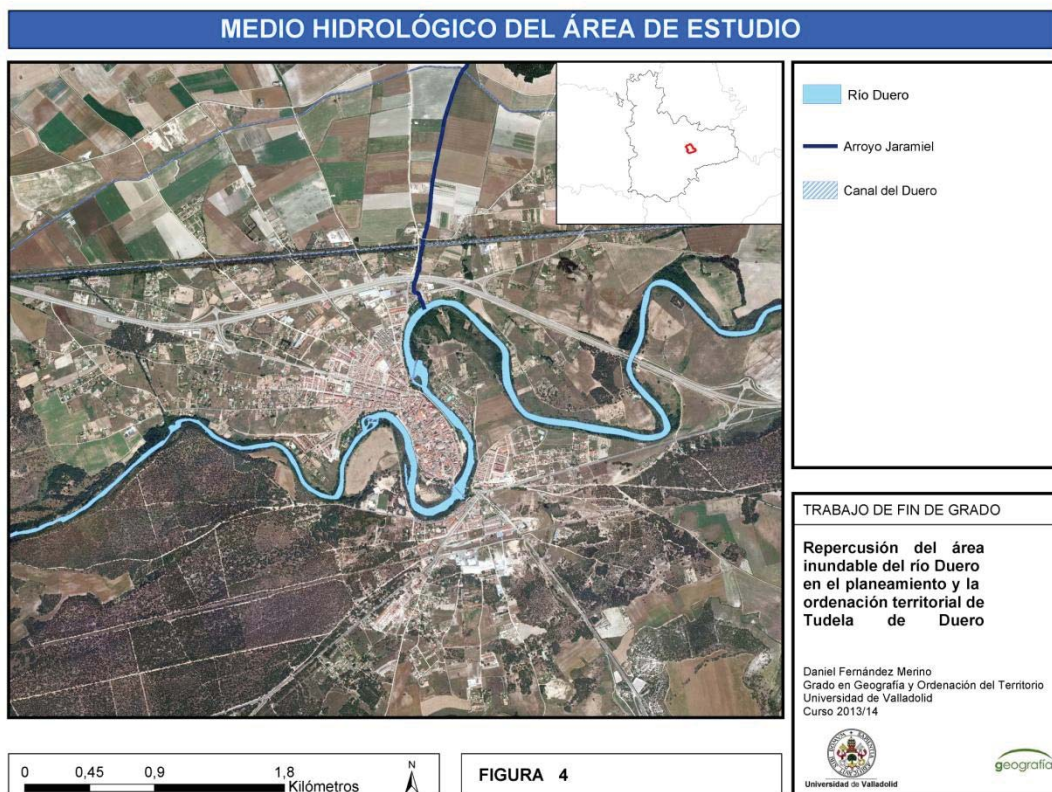 MEDIO HIDROLÓGICO DEL ÁREA DE ESTUDIO
Río Duero
Arroyo Jaramiel
Canal del Duero
TRABAJO DE FIN DE GRADO
Repercusión del área
inundable del río Duero
en el planeamiento y la
ordenación territorial de
Tudela de Duero
Daniel Fernández Merino
Grado en Geografía y Ordenación del Territorio
Universidad de Valladolid
Curso 2013/14
Universidad de Valladolid
geografía
0 0,45 0,9 1,8
Kilómetros
N
FIGURA 4